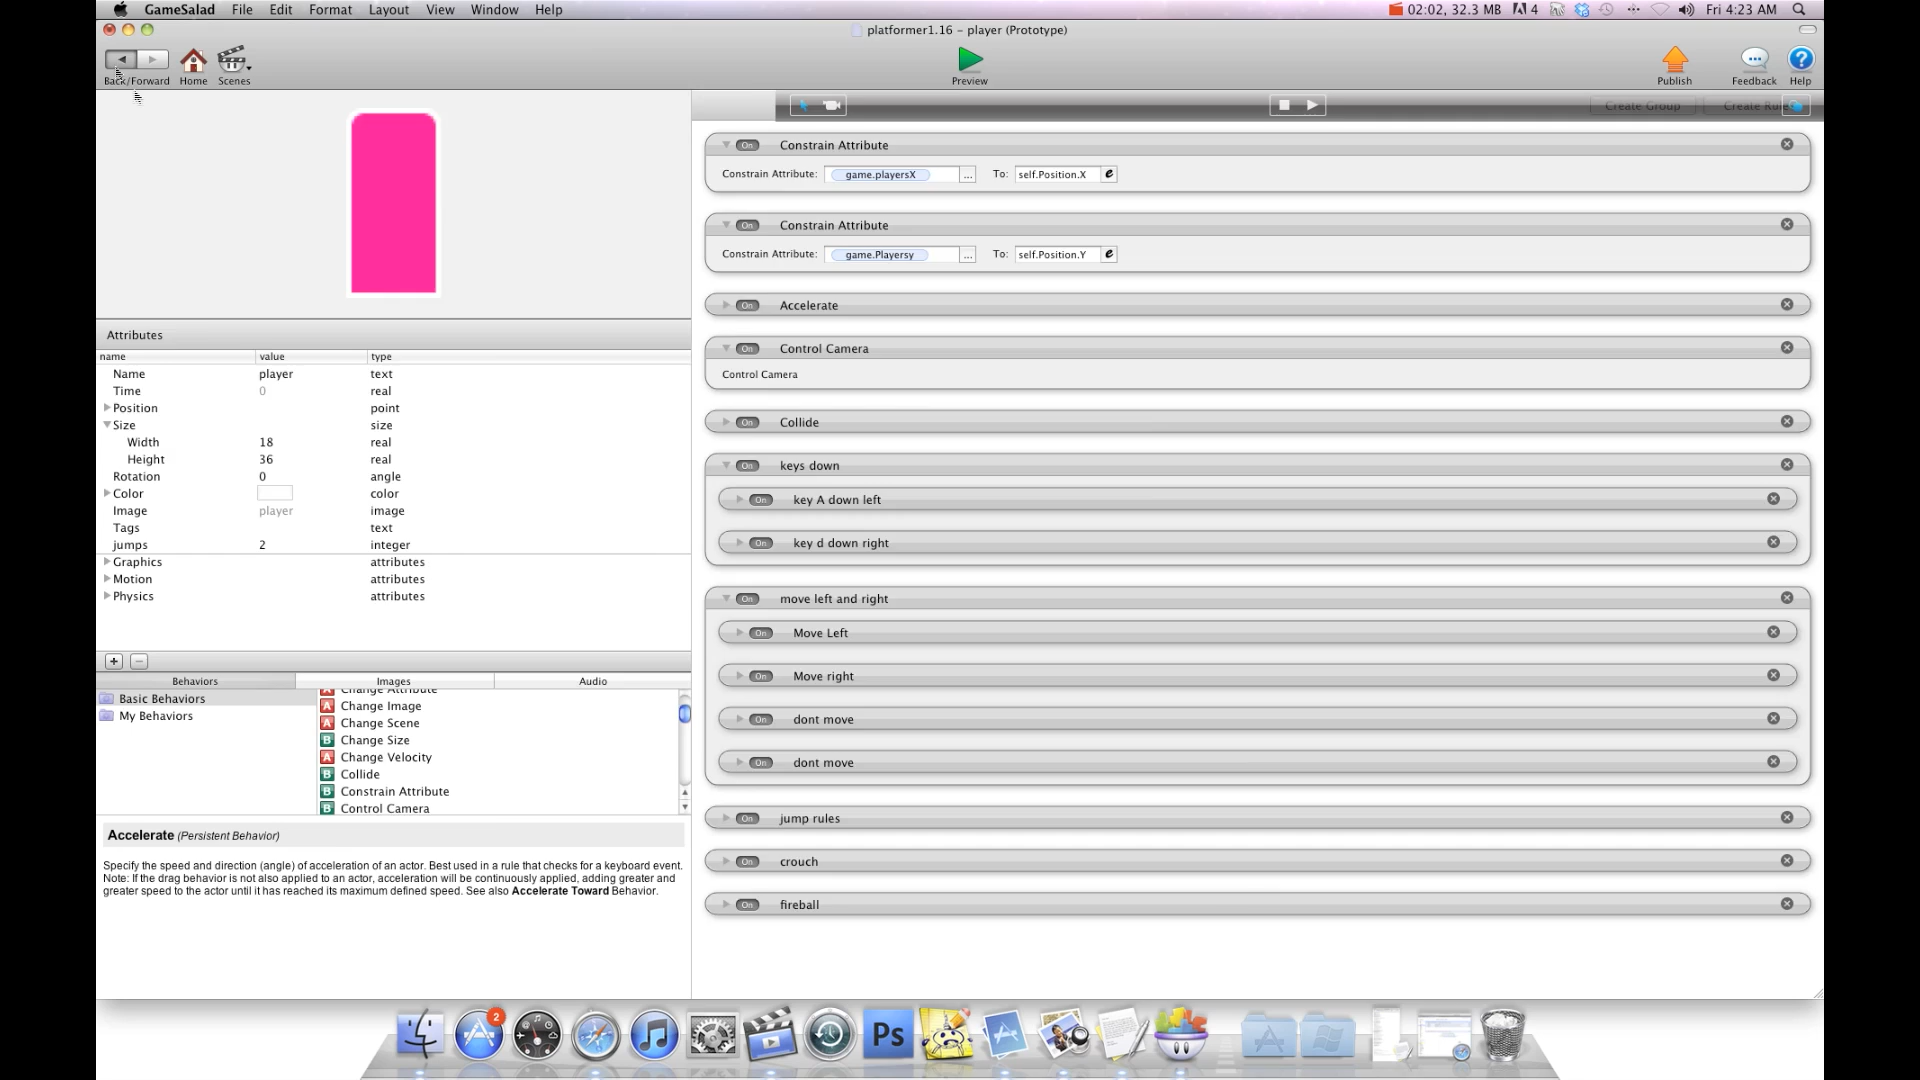 GameSalad File Edit Format Layout View Window Help 02:02, 32.3 MB 4 Fri 4:23 AM
platformer1.16 – player (Prototype)
Back/Forward Home Scenes Preview Publish Feedback Help
Create Group Create Rule
On Constrain Attribute
Constrain Attribute: game.playersX ... To: self.Position.X e
On Constrain Attribute
Constrain Attribute: game.Playersy ... To: self.Position.Y e
On Accelerate
On Control Camera
Control Camera
On Collide
On keys down
On key A down left
On key d down right
On move left and right
On Move Left
On Move right
On dont move
On dont move
On jump rules
On crouch
On fireball
Attributes
name value type
Name player text
Time 0 real
Position point
Size size
Width 18 real
Height 36 real
Rotation 0 angle
Color color
Image player image
Tags text
jumps 2 integer
Graphics attributes
Motion attributes
Physics attributes
+ −
Behaviors Images Audio
Basic Behaviors
My Behaviors
A Change Attribute
A Change Image
A Change Scene
B Change Size
A Change Velocity
B Collide
B Constrain Attribute
B Control Camera
Accelerate (Persistent Behavior)
Specify the speed and direction (angle) of acceleration of an actor. Best used in a rule that checks for a keyboard event.
Note: If the drag behavior is not also applied to an actor, acceleration will be continuously applied, adding greater and
greater speed to the actor until it has reached its maximum defined speed. See also Accelerate Toward Behavior.
2
Ps